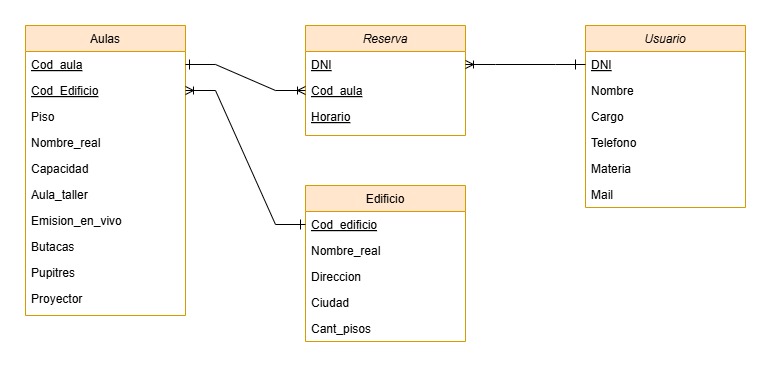 Aulas
Cod_aula
Cod_Edificio
Piso
Nombre_real
Capacidad
Aula_taller
Emision_en_vivo
Butacas
Pupitres
Proyector
Reserva
DNI
Cod_aula
Horario
Edificio
Cod_edificio
Nombre_real
Direccion
Ciudad
Cant_pisos
Usuario
DNI
Nombre
Cargo
Telefono
Materia
Mail